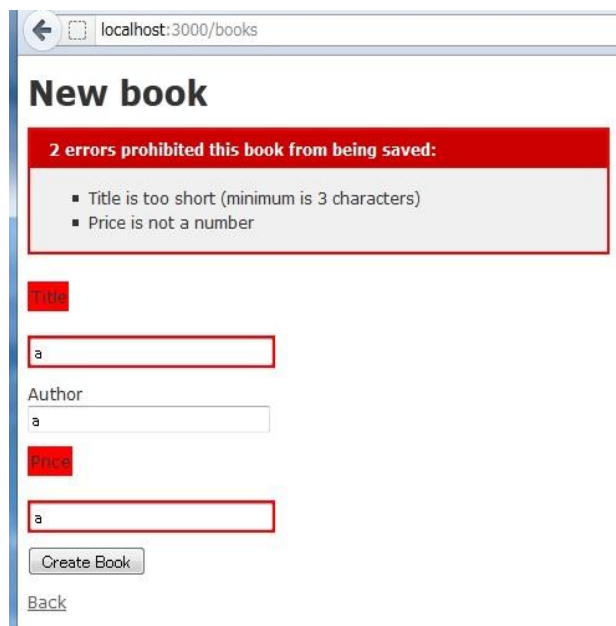 localhost:3000/books
New book
2 errors prohibited this book from being saved:
Title is too short (minimum is 3 characters)
Price is not a number
Title
a
Author
a
Price
a
Create Book
Back